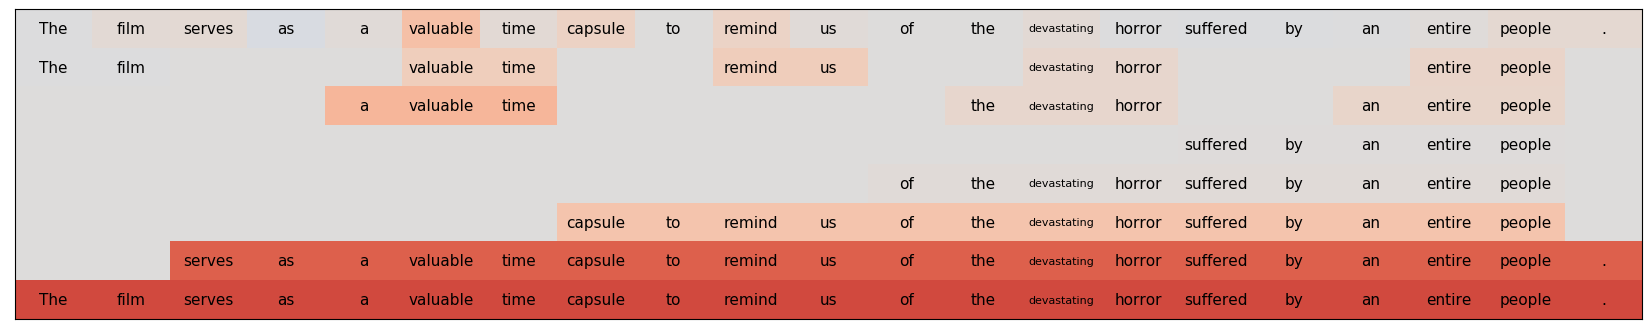 The film serves as a valuable time capsule to remind us of the devastating horror suffered by an entire people .
The film valuable time remind us devastating horror entire people
a valuable time the devastating horror an entire people
suffered by an entire people
of the devastating horror suffered by an entire people
capsule to remind us of the devastating horror suffered by an entire people
serves as a valuable time capsule to remind us of the devastating horror suffered by an entire people .
The film serves as a valuable time capsule to remind us of the devastating horror suffered by an entire people .